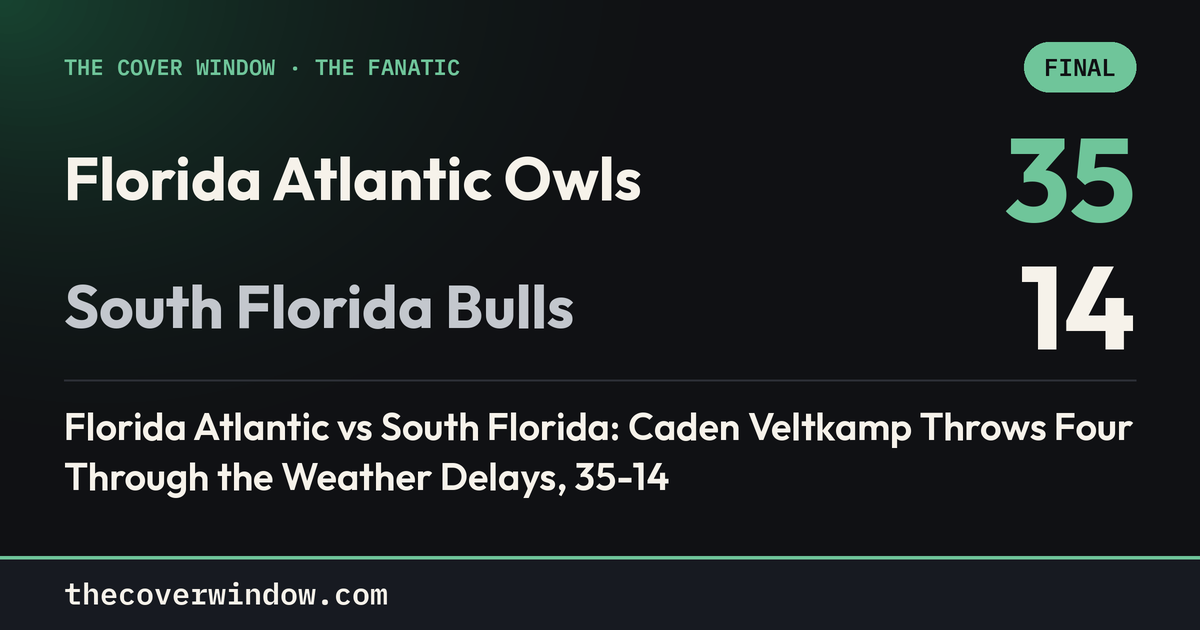 THE COVER WINDOW · THE FANATIC
FINAL
Florida Atlantic Owls
35
South Florida Bulls
14
Florida Atlantic vs South Florida: Caden Veltkamp Throws Four
Through the Weather Delays, 35-14
thecoverwindow.com